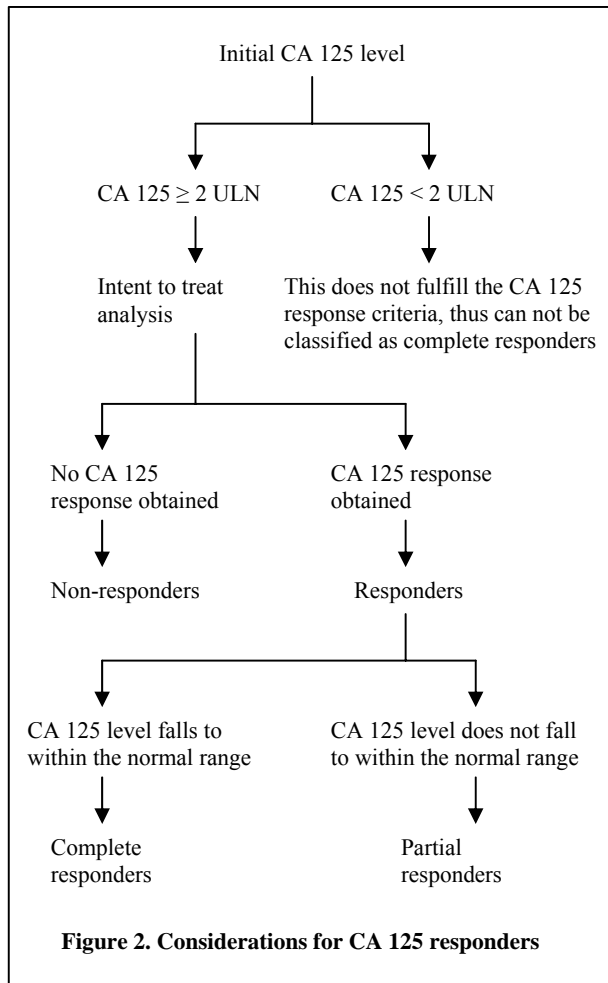 Initial CA 125 level
CA 125 ≥ 2 ULN
CA 125 < 2 ULN
Intent to treat
analysis
This does not fulfill the CA 125
response criteria, thus can not be
classified as complete responders
No CA 125
response obtained
CA 125 response
obtained
Non-responders
Responders
CA 125 level falls to
within the normal range
CA 125 level does not fall
to within the normal range
Complete
responders
Partial
responders
Figure 2. Considerations for CA 125 responders